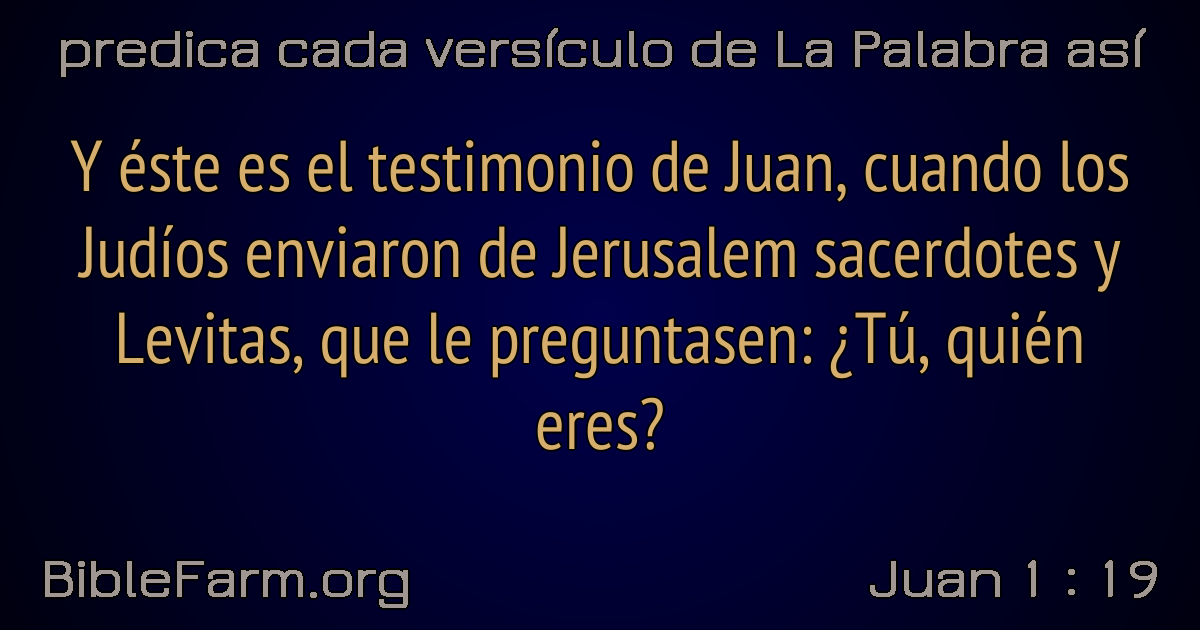 predica cada versículo de La Palabra así
Y éste es el testimonio de Juan, cuando los
Judíos enviaron de Jerusalem sacerdotes y
Levitas, que le preguntasen: ¿Tú, quién
eres?
BibleFarm.org
Juan 1 : 19